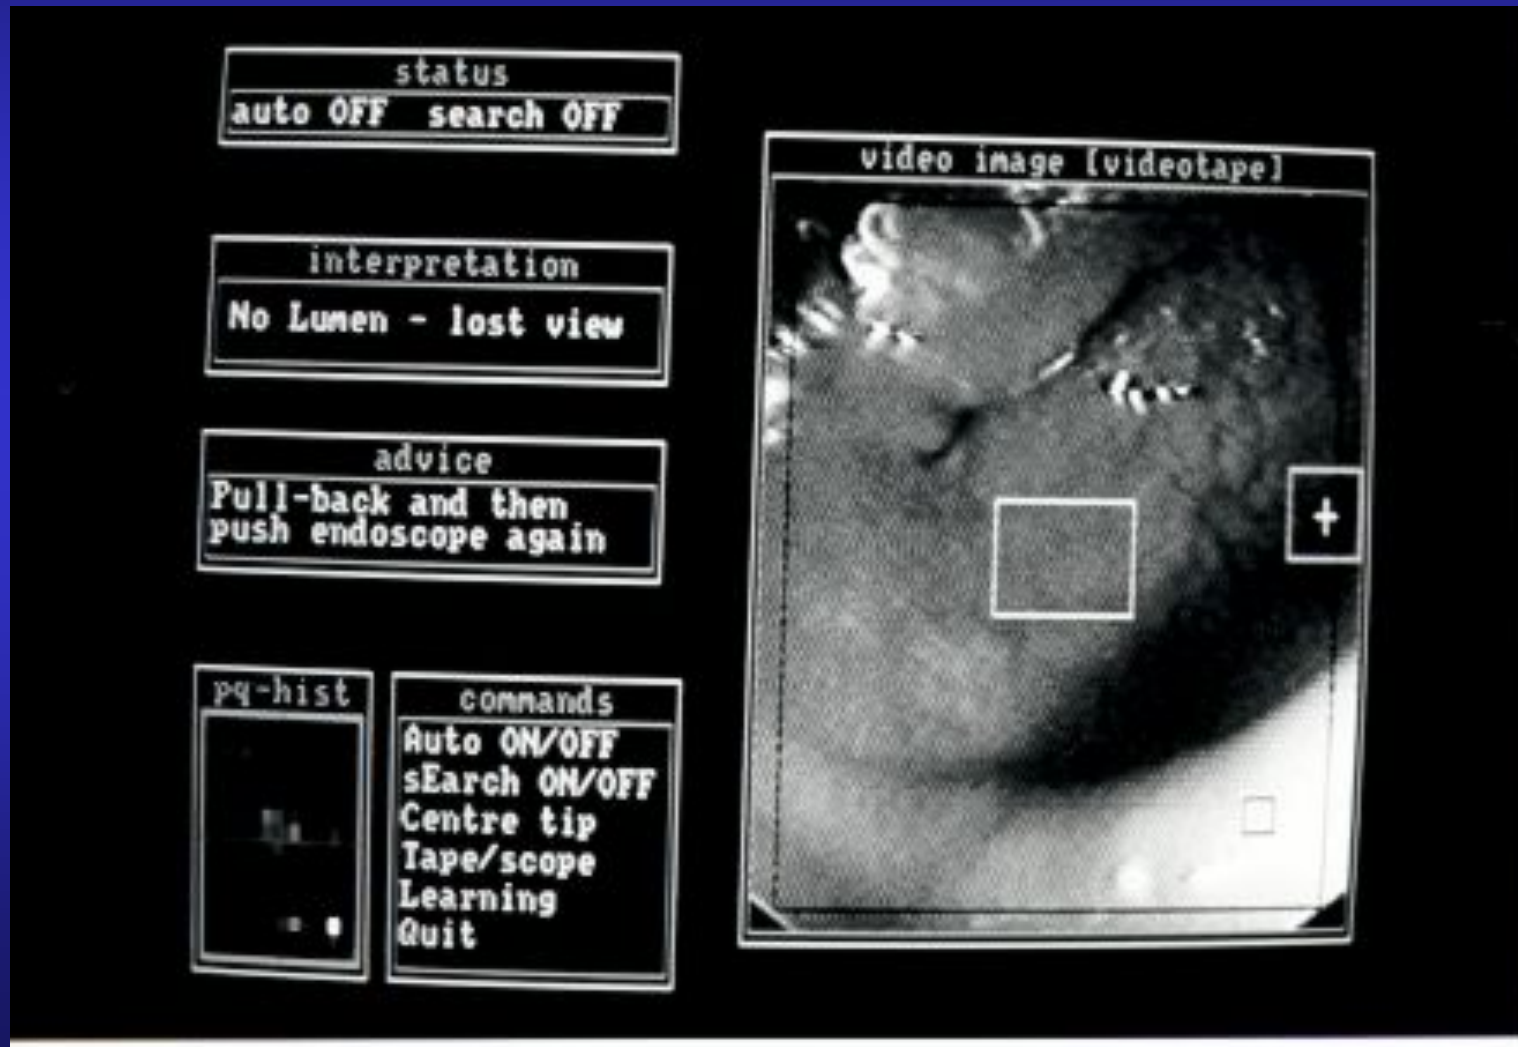 status
auto OFF search OFF
interpretation
No Lumen - lost view
advice
Pull-back and then
push endoscope again
pq-hist
commands
Auto ON/OFF
sEarch ON/OFF
Centre tip
Tape/scope
Learning
Quit
video image [videotape]